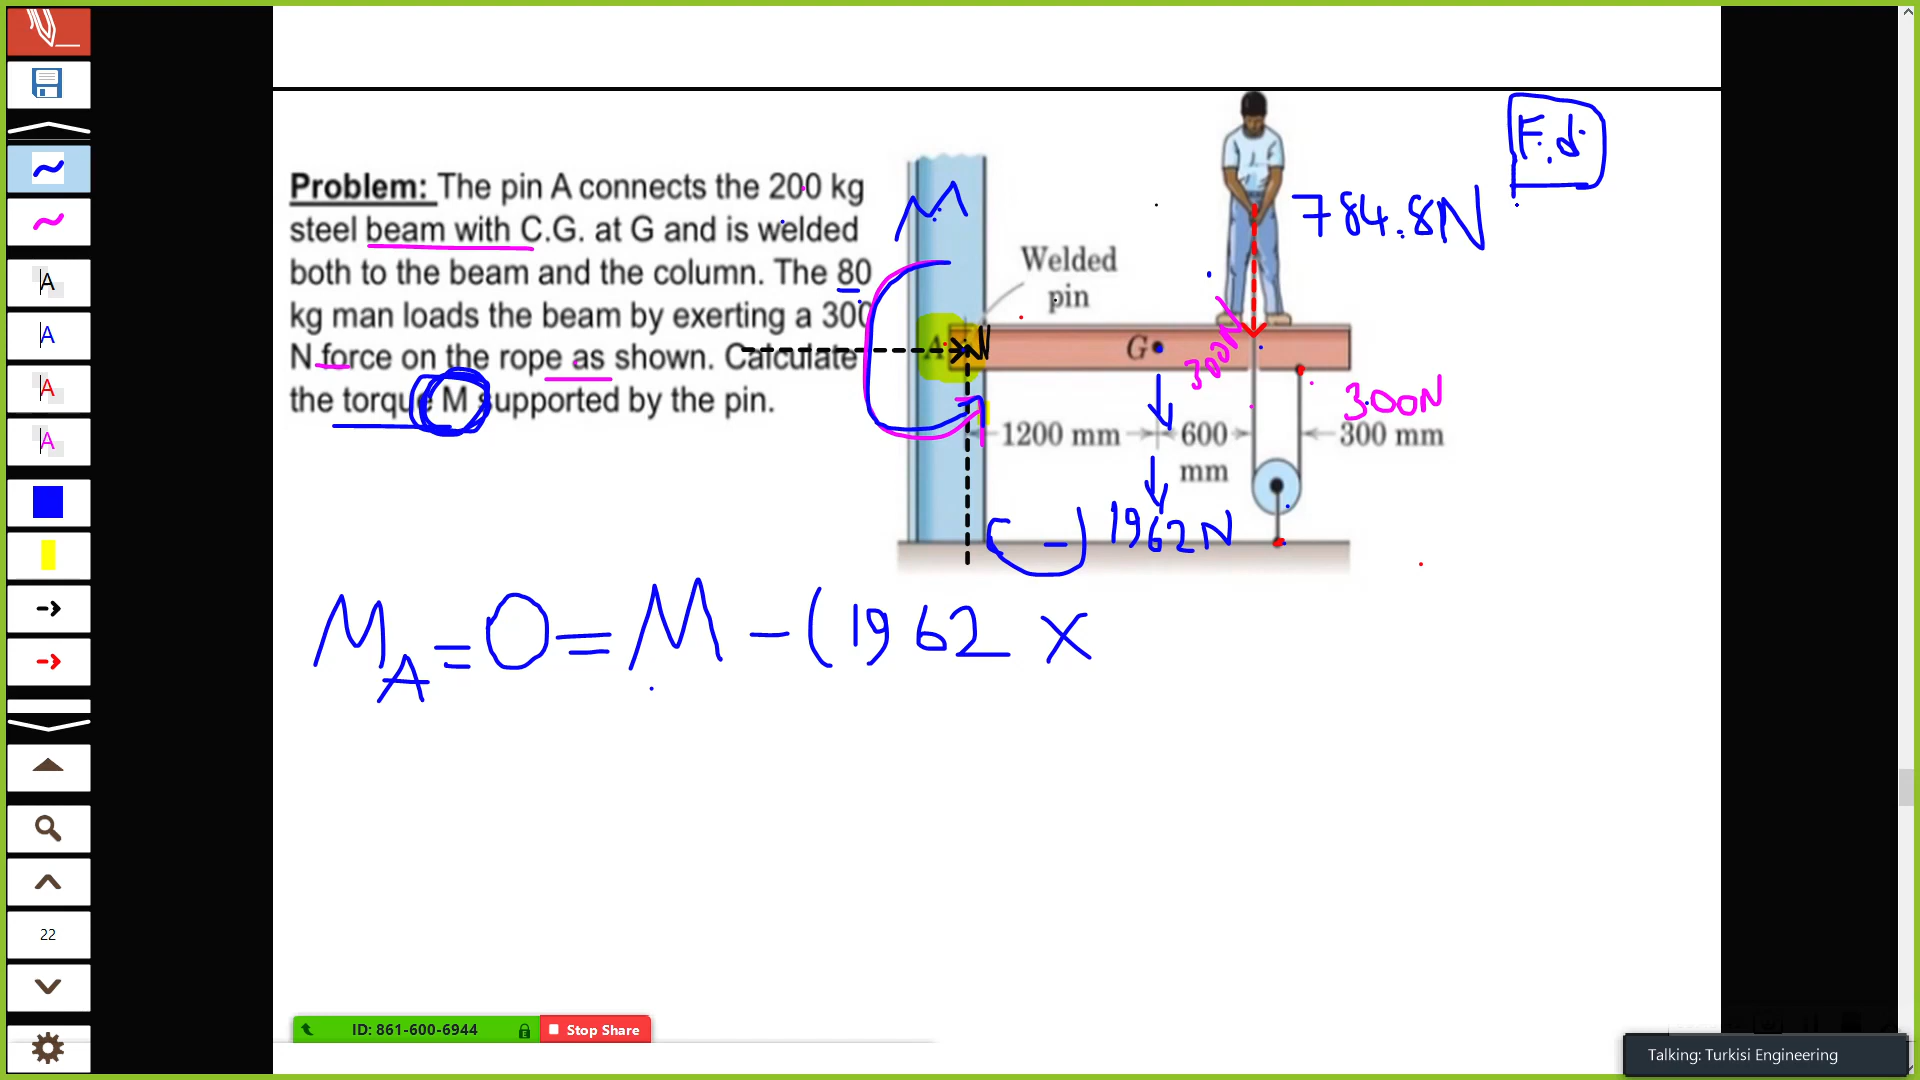 F.d
784.8N
M
Problem: The pin A connects the 200 kg
steel beam with C.G. at G and is welded
both to the beam and the column. The 80
kg man loads the beam by exerting a 300
N force on the rope as shown. Calculate
the torque M supported by the pin.
Welded
pin
A
N
G
300N
300N
1200 mm
600
mm
300 mm
(-)
1962N
MA=0=M-(1962 X
A
A
A
A
22
ID: 861-600-6944
Stop Share
Talking: Turkisi Engineering